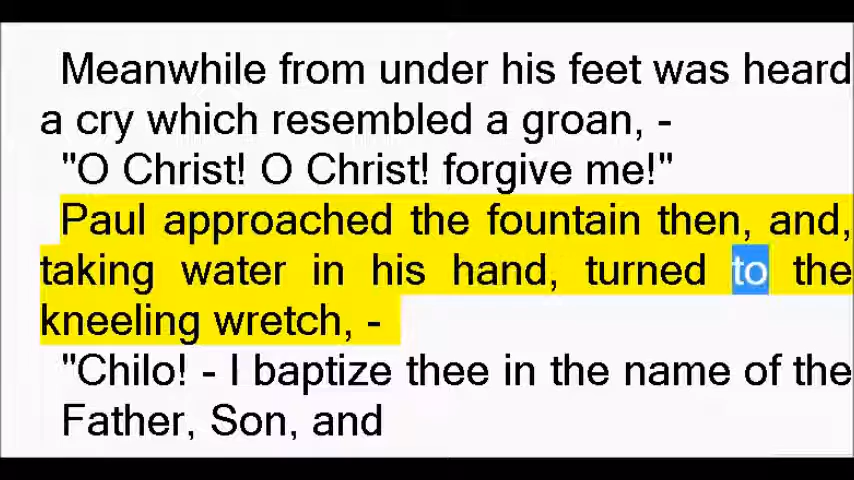 Meanwhile from under his feet was heard
a cry which resembled a groan, -
"O Christ! O Christ! forgive me!"
Paul approached the fountain then, and,
taking water in his hand, turned to the
kneeling wretch, -
"Chilo! - I baptize thee in the name of the
Father, Son, and